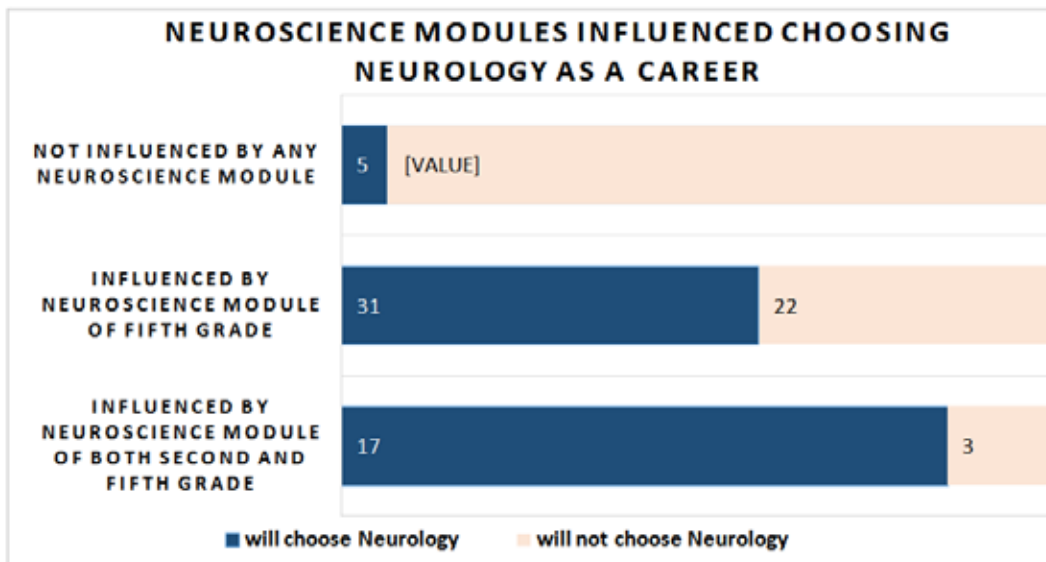 NEUROSCIENCE MODULES INFLUENCED CHOOSING
NEUROLOGY AS A CAREER
NOT INFLUENCED BY ANY
NEUROSCIENCE MODULE
5
[VALUE]
INFLUENCED BY
NEUROSCIENCE MODULE
OF FIFTH GRADE
31
22
INFLUENCED BY
NEUROSCIENCE MODULE
OF BOTH SECOND AND
FIFTH GRADE
17
3
will choose Neurology
will not choose Neurology